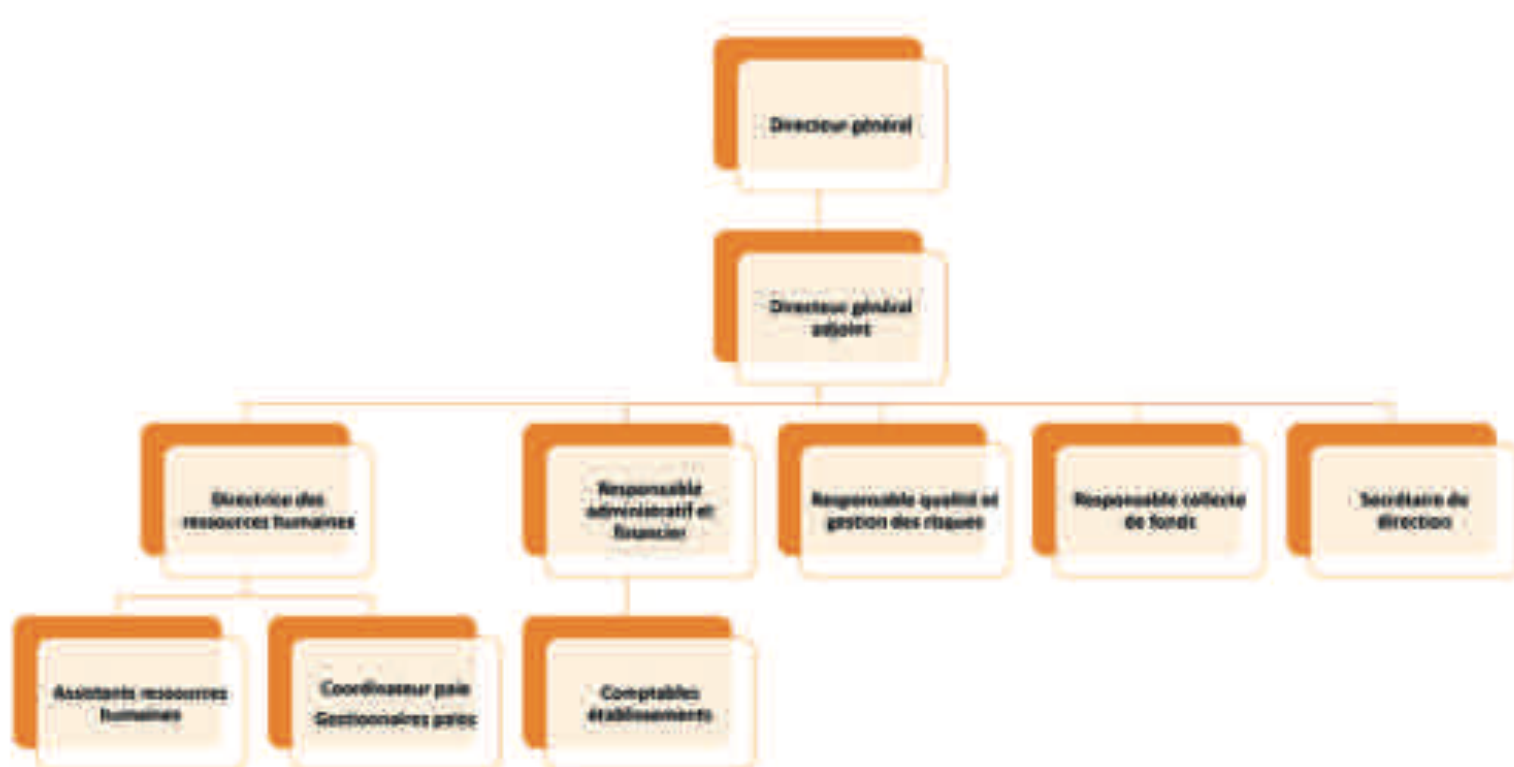 Directeur général
Directeur général
adjoint
Directrice des
ressources humaines
Responsable
administratif et
financier
Responsable qualité et
gestion des risques
Responsable collecte
de fonds
Secrétaire de
direction
Assistants ressources
humaines
Coordinateur paie
Gestionnaires paies
Comptables
établissements